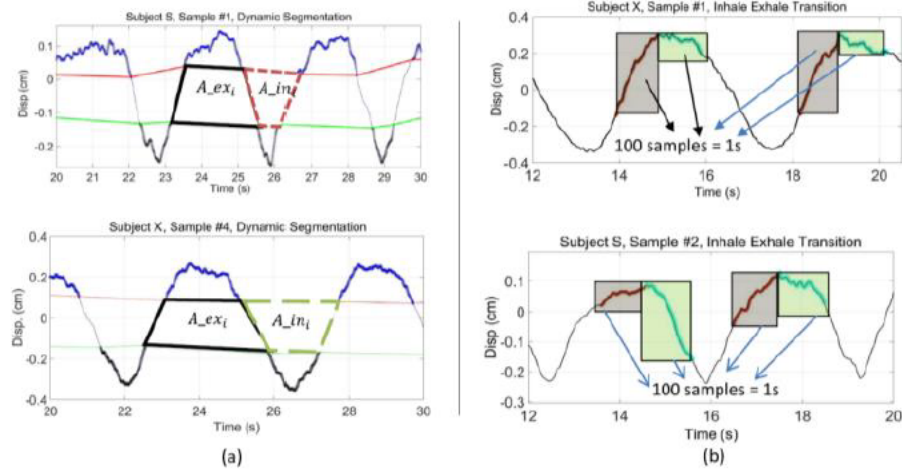 Subject S, Sample #1, Dynamic Segmentation
Disp (cm)
0.1
0
-0.1
-0.2
A_ex_i
A_in_i
20 21 22 23 24 25 26 27 28 29 30
Time (s)
Subject X, Sample #4, Dynamic Segmentation
Disp. (cm)
0.4
0.2
0
-0.2
-0.4
A_ex_i
A_in_i
20 22 24 26 28 30
Time (s)
(a)
Subject X, Sample #1, Inhale Exhale Transition
Disp (cm)
0.4
0.2
0
-0.2
-0.4
100 samples = 1s
12 14 16 18 20
Time (s)
Subject S, Sample #2, Inhale Exhale Transition
Disp (cm)
0.2
0.1
0
-0.1
-0.2
-0.3
100 samples = 1s
12 14 16 18 20
Time (s)
(b)